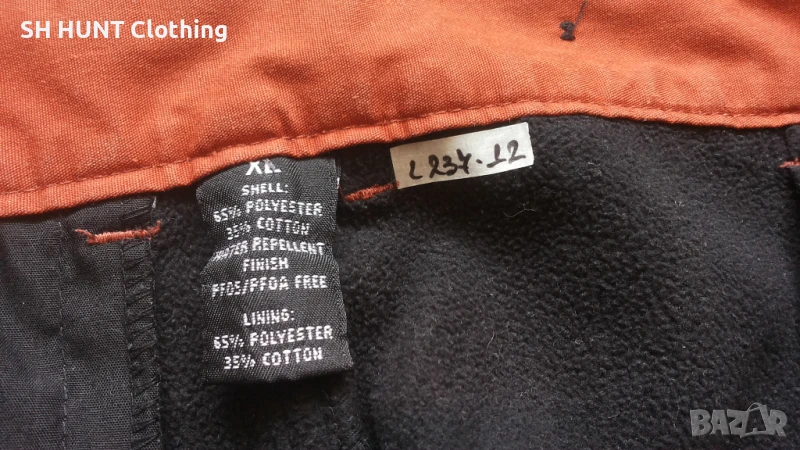 SH HUNT Clothing
XL
SHELL:
65% POLYESTER
35% COTTON
WATER REPELLENT
FINISH
PFOS/PFOA FREE
LINING:
65% POLYESTER
35% COTTON
L237-12
BAZAR